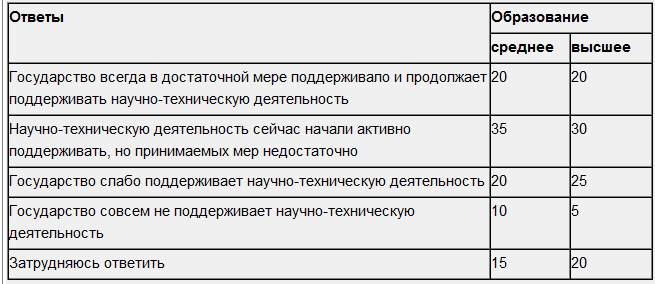 Ответы Образование
среднее высшее
Государство всегда в достаточной мере поддерживало и продолжает 20 20
поддерживать научно-техническую деятельность
Научно-техническую деятельность сейчас начали активно 35 30
поддерживать, но принимаемых мер недостаточно
Государство слабо поддерживает научно-техническую деятельность 20 25
Государство совсем не поддерживает научно-техническую 10 5
деятельность
Затрудняюсь ответить 15 20